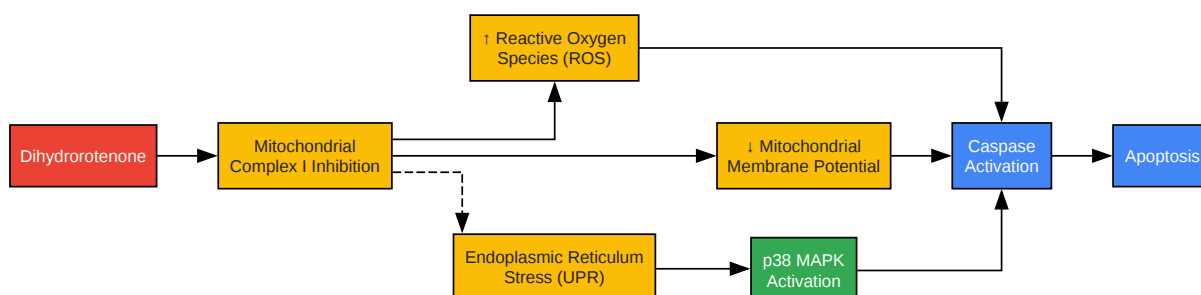 ↑ Reactive Oxygen
Species (ROS)
Dihydrorotenone
Mitochondrial
Complex I Inhibition
↓ Mitochondrial
Membrane Potential
Caspase
Activation
Apoptosis
Endoplasmic Reticulum
Stress (UPR)
p38 MAPK
Activation